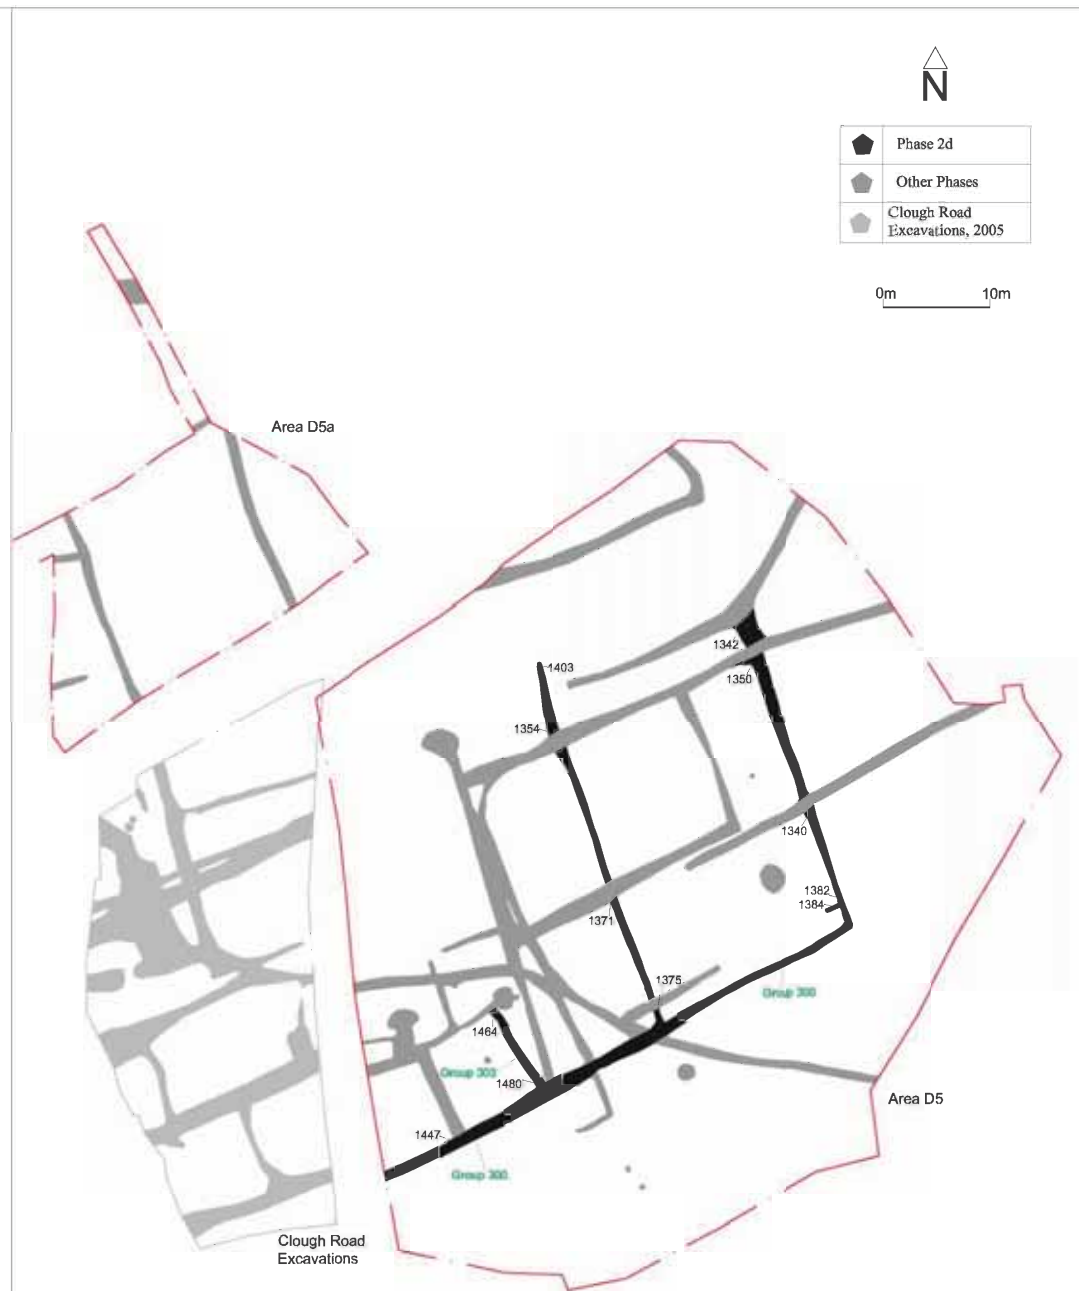 N
Phase 2d
Other Phases
Clough Road
Excavations, 2005
0m 10m
Area D5a
1342
1403
1350
1354
1340
1382
1384
1371
1375
Group 300
1464
Group 303
1480
Area D5
1447
Group 300
Clough Road
Excavations